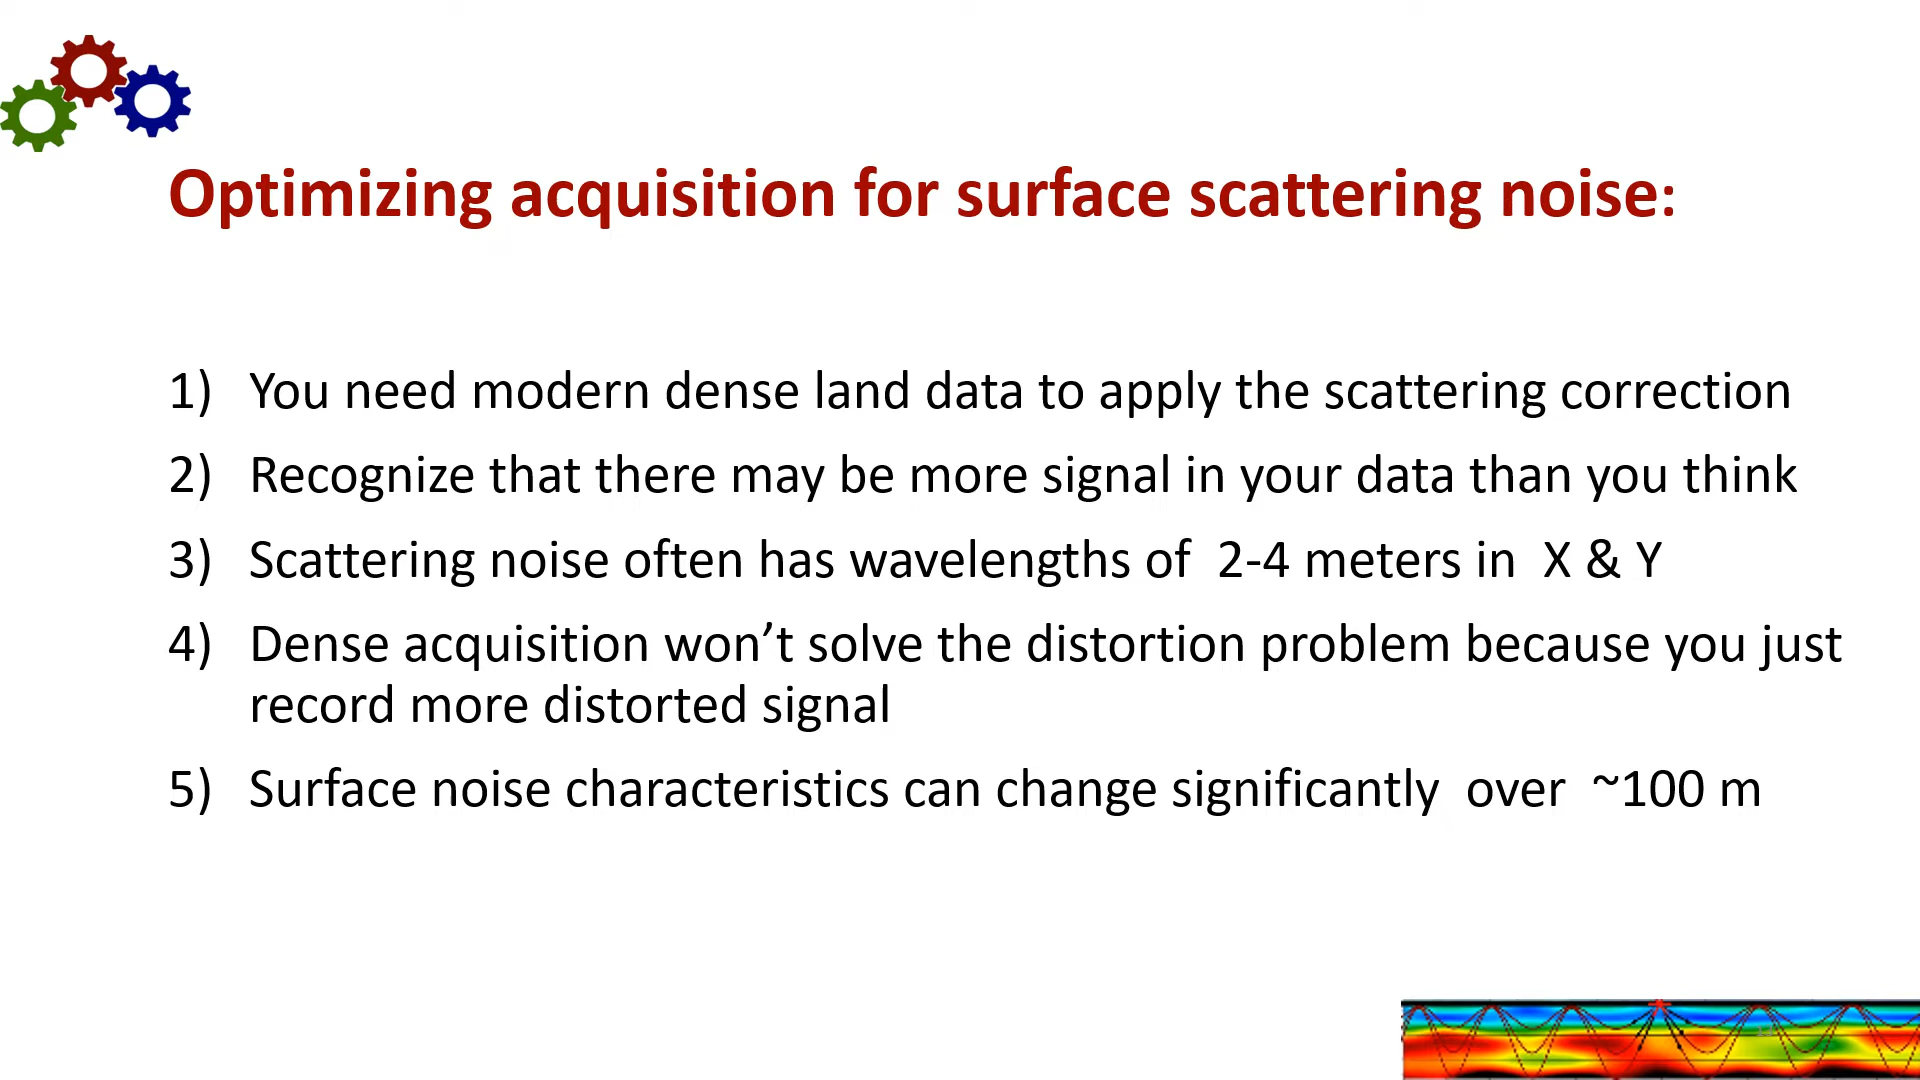 Optimizing acquisition for surface scattering noise:
1) You need modern dense land data to apply the scattering correction
2) Recognize that there may be more signal in your data than you think
3) Scattering noise often has wavelengths of 2-4 meters in X & Y
4) Dense acquisition won’t solve the distortion problem because you just
record more distorted signal
5) Surface noise characteristics can change significantly over ~100 m